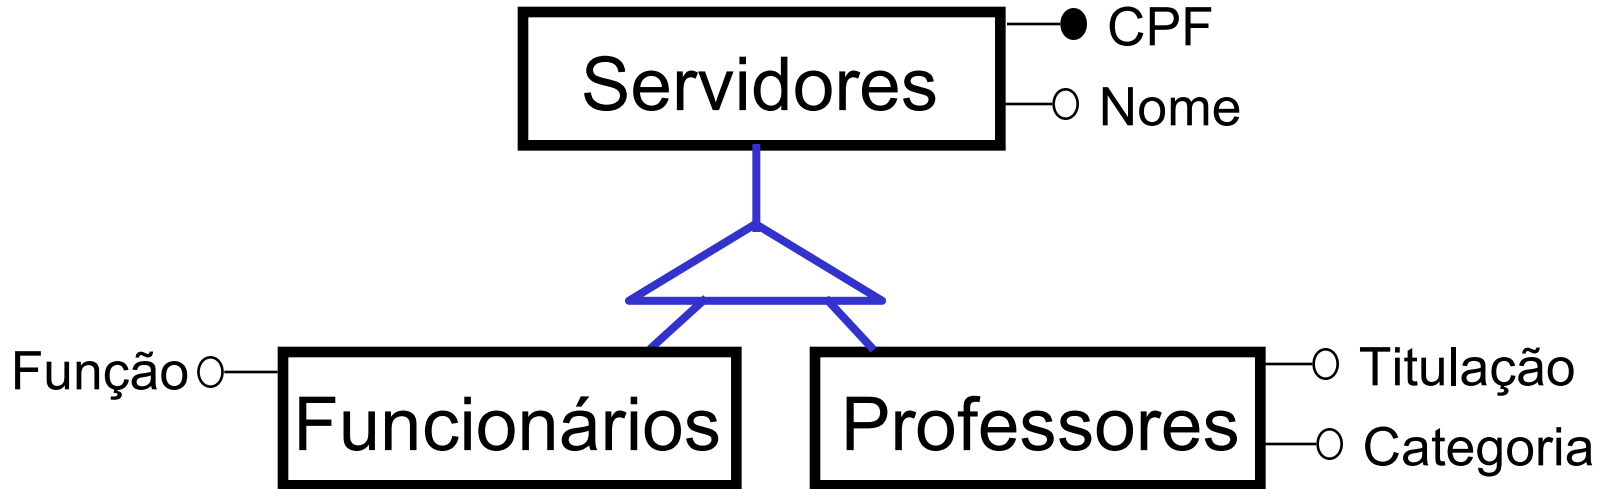 CPF
Servidores
Nome
Função
Titulação
Funcionários
Professores
Categoria